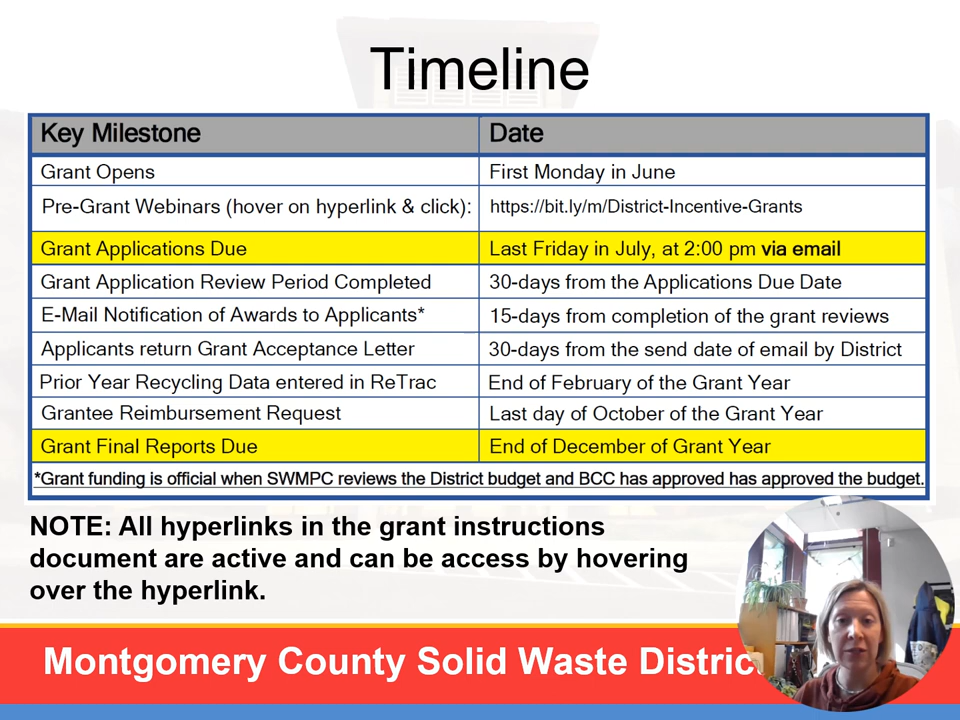 Timeline
Key Milestone Date
Grant Opens First Monday in June
Pre-Grant Webinars (hover on hyperlink & click): https://bit.ly/m/District-Incentive-Grants
Grant Applications Due Last Friday in July, at 2:00 pm via email
Grant Application Review Period Completed 30-days from the Applications Due Date
E-Mail Notification of Awards to Applicants* 15-days from completion of the grant reviews
Applicants return Grant Acceptance Letter 30-days from the send date of email by District
Prior Year Recycling Data entered in ReTrac End of February of the Grant Year
Grantee Reimbursement Request Last day of October of the Grant Year
Grant Final Reports Due End of December of Grant Year
*Grant funding is official when SWMPC reviews the District budget and BCC has approved has approved the budget.
NOTE: All hyperlinks in the grant instructions
document are active and can be access by hovering
over the hyperlink.
Montgomery County Solid Waste District